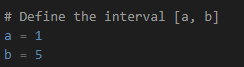 # Define the interval [a, b]
a = 1
b = 5